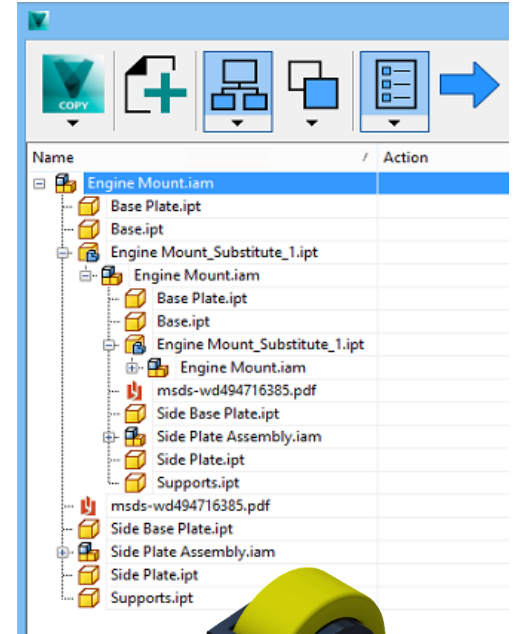 COPY
Name / Action
Engine Mount.iam
Base Plate.ipt
Base.ipt
Engine Mount_Substitute_1.ipt
Engine Mount.iam
Base Plate.ipt
Base.ipt
Engine Mount_Substitute_1.ipt
Engine Mount.iam
msds-wd494716385.pdf
Side Base Plate.ipt
Side Plate Assembly.iam
Side Plate.ipt
Supports.ipt
msds-wd494716385.pdf
Side Base Plate.ipt
Side Plate Assembly.iam
Side Plate.ipt
Supports.ipt